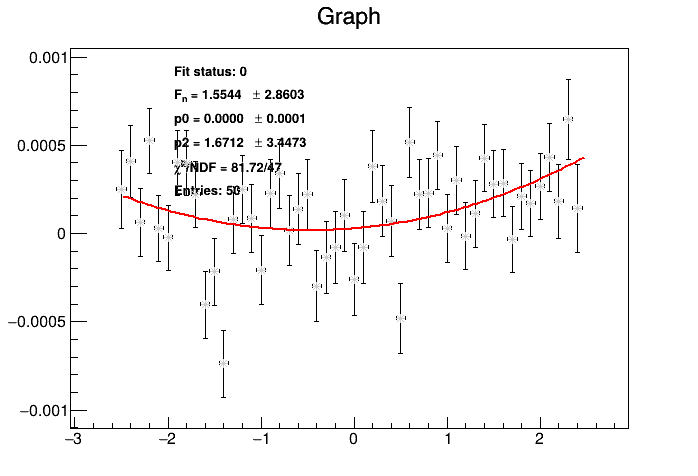 Graph
0.001
0.0005
0
−0.0005
−0.001
Fit status: 0
Fn = 1.5544 ± 2.8603
p0 = 0.0000 ± 0.0001
p2 = 1.6712 ± 3.4473
χ²/NDF = 81.72/47
Entries: 50
−3 −2 −1 0 1 2